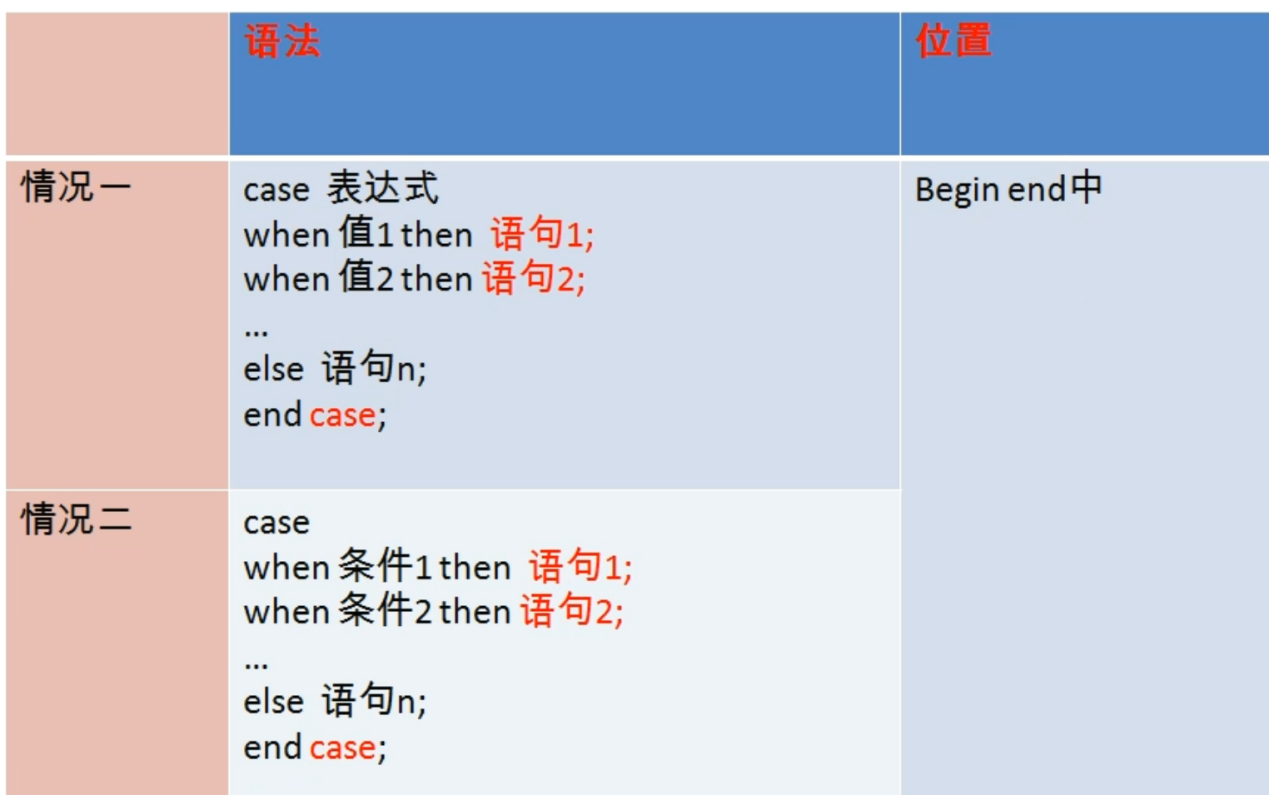 语法
位置
情况一
case 表达式
when 值1 then 语句1;
when 值2 then 语句2;
...
else 语句n;
end case;
Begin end中
情况二
case
when 条件1 then 语句1;
when 条件2 then 语句2;
...
else 语句n;
end case;